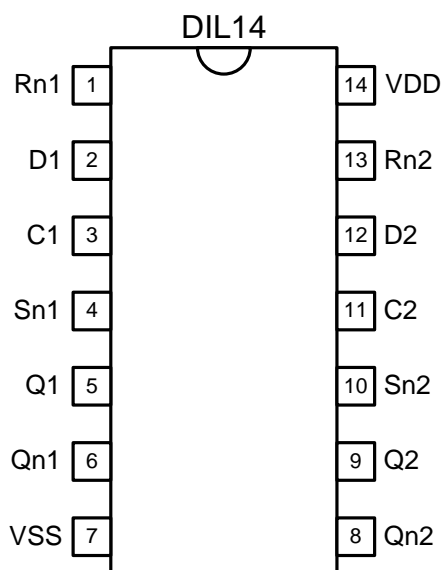 DIL14
Rn1 1 14 VDD
D1 2 13 Rn2
C1 3 12 D2
Sn1 4 11 C2
Q1 5 10 Sn2
Qn1 6 9 Q2
VSS 7 8 Qn2